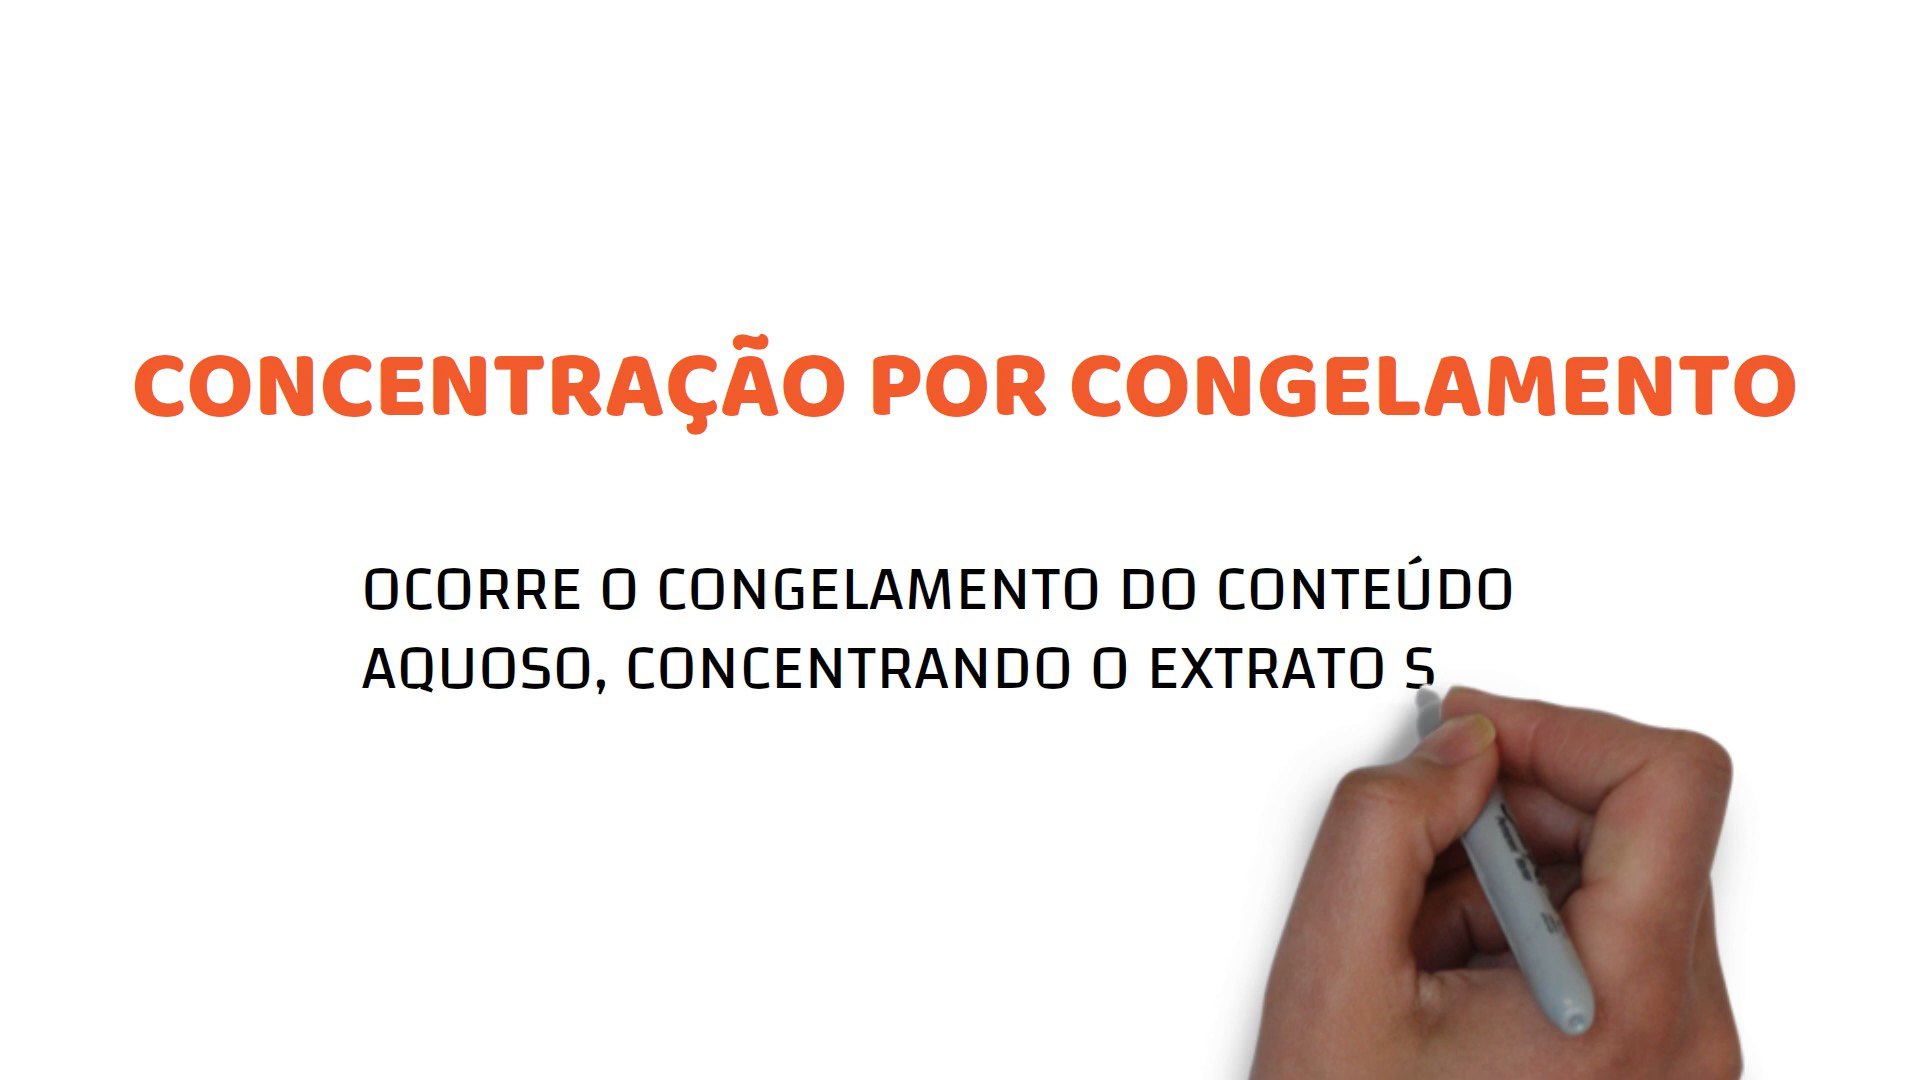 CONCENTRAÇÃO POR CONGELAMENTO
OCORRE O CONGELAMENTO DO CONTEÚDO
AQUOSO, CONCENTRANDO O EXTRATO S